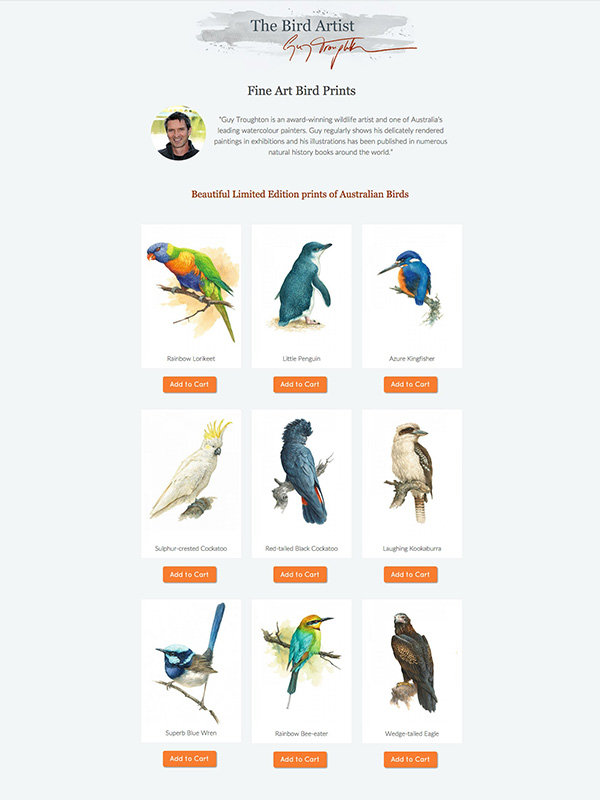 The Bird Artist
Guy Troughton
Fine Art Bird Prints
"Guy Troughton is an award-winning wildlife artist and one of Australia's
leading watercolour painters. Guy regularly shows his delicately rendered
paintings in exhibitions and his illustrations has been published in numerous
natural history books around the world."
Beautiful Limited Edition prints of Australian Birds
Rainbow Lorikeet
Little Penguin
Azure Kingfisher
Add to Cart
Add to Cart
Add to Cart
Sulphur-crested Cockatoo
Red-tailed Black Cockatoo
Laughing Kookaburra
Add to Cart
Add to Cart
Add to Cart
Superb Blue Wren
Rainbow Bee-eater
Wedge-tailed Eagle
Add to Cart
Add to Cart
Add to Cart